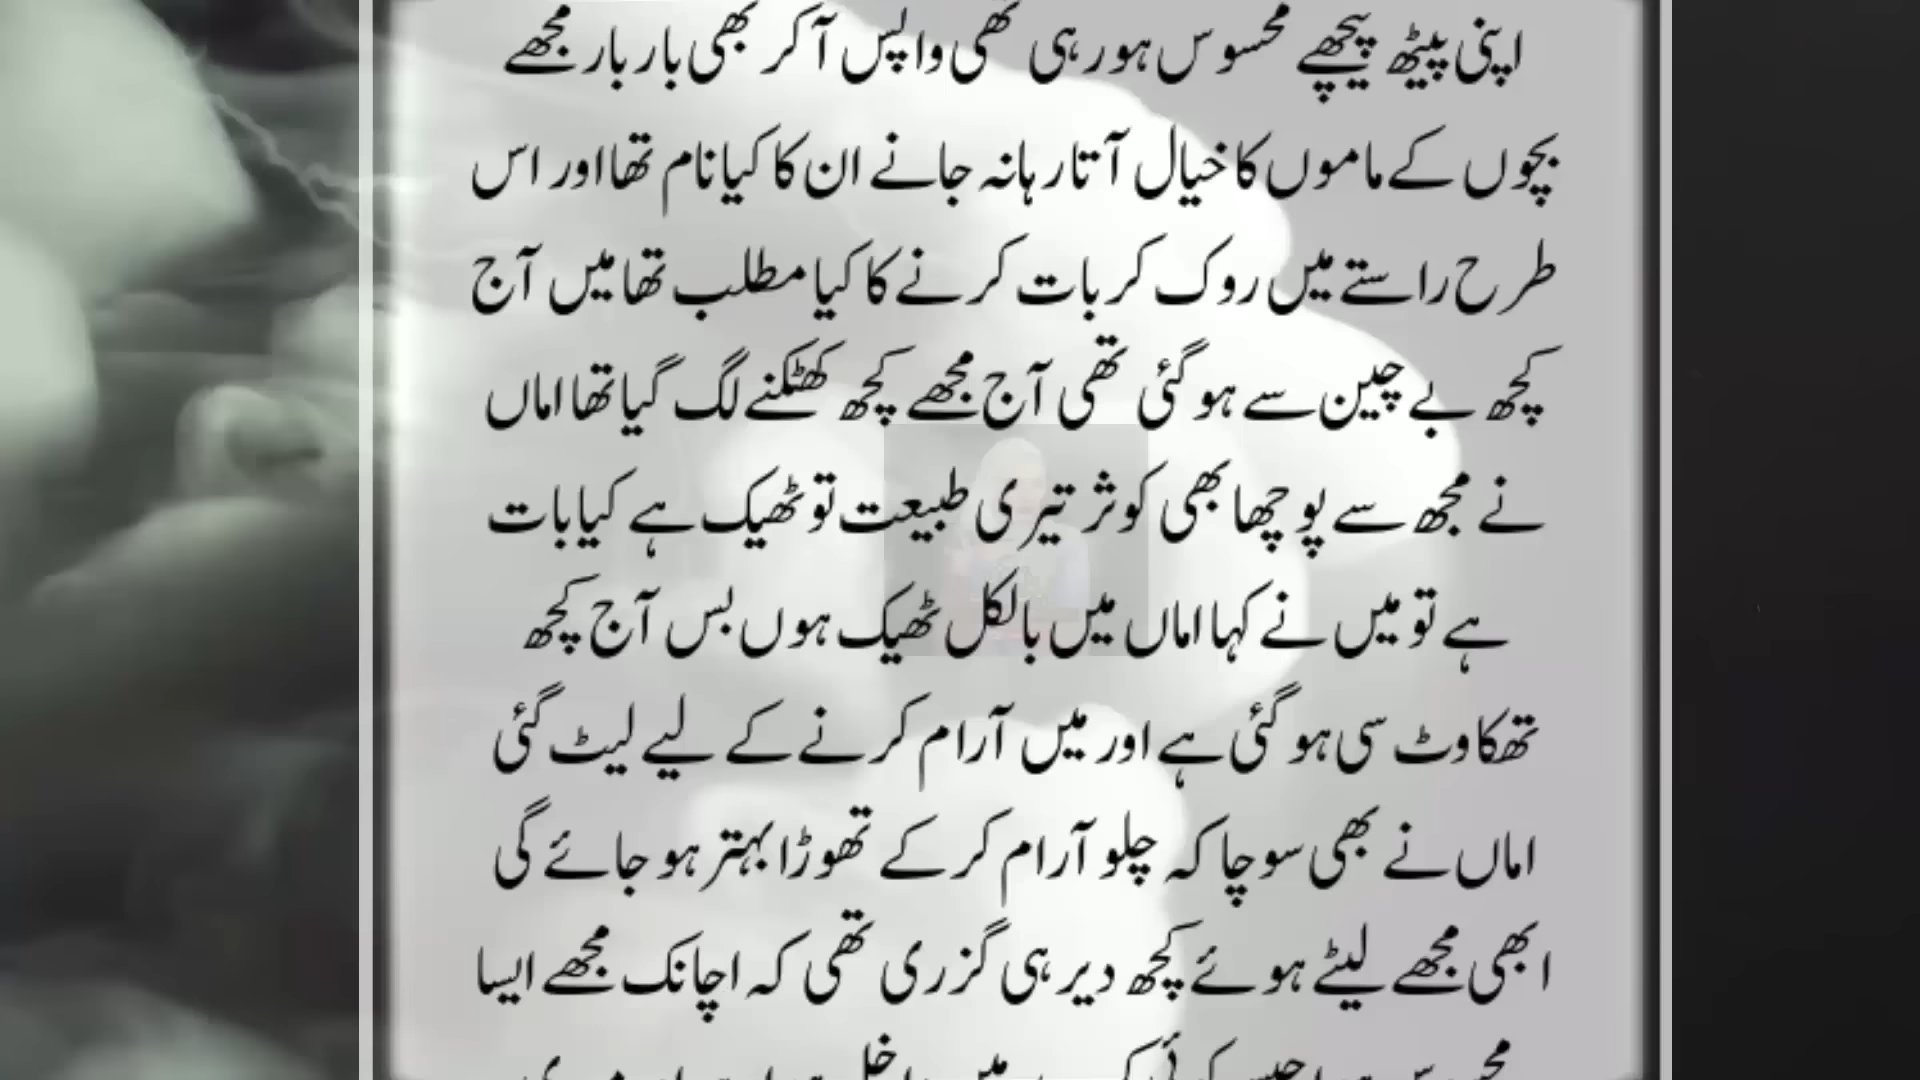 اپنی پیٹھ پیچھے محسوس ہو رہی تھی واپس آ کر بھی بار بار مجھے
بچوں کے ماموں کا خیال آتا رہا نہ جانے ان کا کیا نام تھا اور اس
طرح راستے میں روک کر بات کرنے کا کیا مطلب تھا میں آج
کچھ بے چین سے ہو گئی تھی آج مجھے کچھ کھٹکنے لگ گیا تھا اماں
نے مجھ سے پوچھا بھی کوثر تیری طبیعت تو ٹھیک ہے کیا بات
ہے تو میں نے کہا اماں میں بالکل ٹھیک ہوں بس آج کچھ
تھکاوٹ سی ہو گئی ہے اور میں آرام کرنے کے لیے لیٹ گئی
اماں نے بھی سوچا کہ چلو آرام کر کے تھوڑا بہتر ہو جائے گی
ابھی مجھے لیٹے ہوئے کچھ دیر ہی گزری تھی کہ اچانک مجھے ایسا